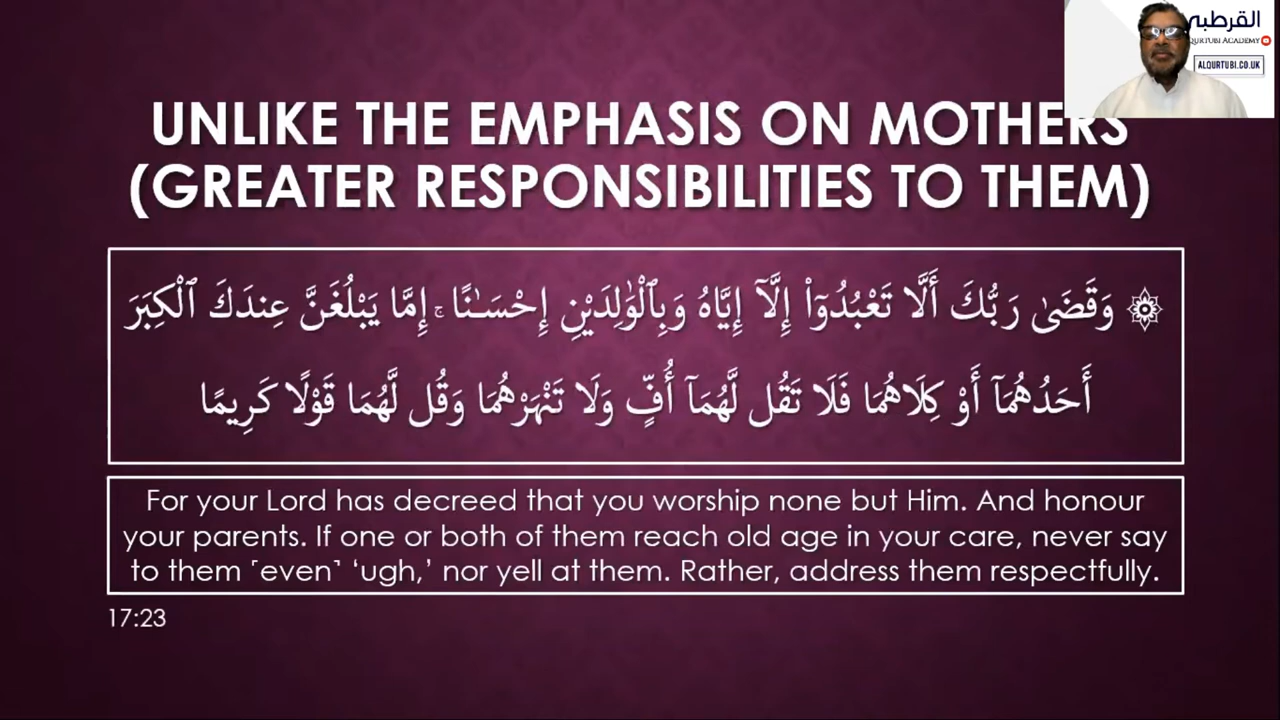 القرطبي
QURTUBI ACADEMY
ALQURTUBI.CO.UK
UNLIKE THE EMPHASIS ON MOTHERS
(GREATER RESPONSIBILITIES TO THEM)
۞ وَقَضَىٰ رَبُّكَ أَلَّا تَعْبُدُوٓا۟ إِلَّآ إِيَّاهُ وَبِٱلْوَٰلِدَيْنِ إِحْسَـٰنًا ۚ إِمَّا يَبْلُغَنَّ عِندَكَ ٱلْكِبَرَ
أَحَدُهُمَآ أَوْ كِلَاهُمَا فَلَا تَقُل لَّهُمَآ أُفٍّ وَلَا تَنْهَرْهُمَا وَقُل لَّهُمَا قَوْلًا كَرِيمًا
For your Lord has decreed that you worship none but Him. And honour
your parents. If one or both of them reach old age in your care, never say
to them ˹even˺ ‘ugh,’ nor yell at them. Rather, address them respectfully.
17:23